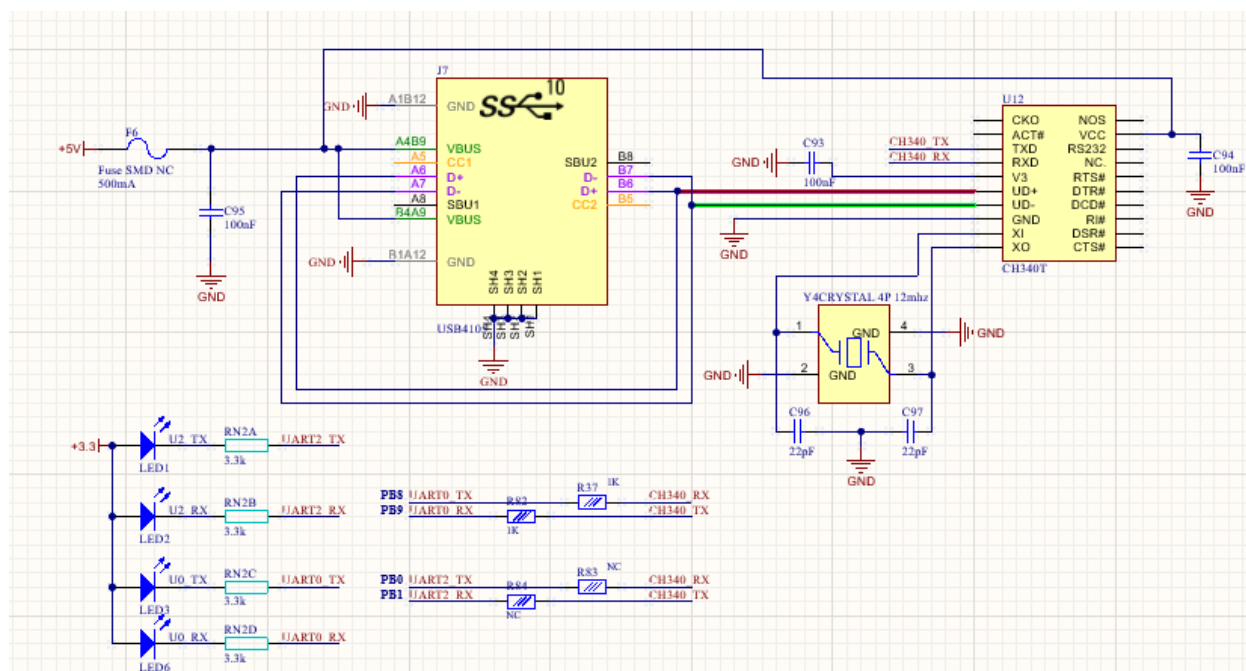 J7
10
SS
U12
A1B12
GND
GND
CKO
NOS
F6
ACT#
VCC
+5V
A4B9
VBUS
CH340_TX
TXD
RS232
C93
A5
CC1
SBU2
B8
CH340_RX
RXD
NC.
C94
Fuse SMD NC
A6
D+
D-
B7
GND
V3
RTS#
100nF
500mA
100nF
A7
D-
D+
B6
UD+
DTR#
A8
SBU1
CC2
B5
UD-
DCD#
GND
C95
B4A9
VBUS
GND
RI#
100nF
XI
DSR#
GND
XO
CTS#
GND
B1A12
GND
CH340T
GND
SH4
SH3
SH2
SH1
Y4CRYSTAL 4P 12mhz
USB410
1
GND
4
GND
GND
GND
2
GND
3
C96
C97
22pF
22pF
GND
+3.3
U2_TX
RN2A
UART2_TX
LED1
3.3k
U2_RX
RN2B
UART2_RX
LED2
3.3k
U0_TX
RN2C
UART0_TX
LED3
3.3k
U0_RX
RN2D
UART0_RX
LED6
3.3k
R37
1K
PB8
UART0_TX
CH340_RX
R82
PB9
UART0_RX
CH340_TX
1K
R83
NC
PB0
UART2_TX
CH340_RX
R84
PB1
UART2_RX
CH340_TX
NC